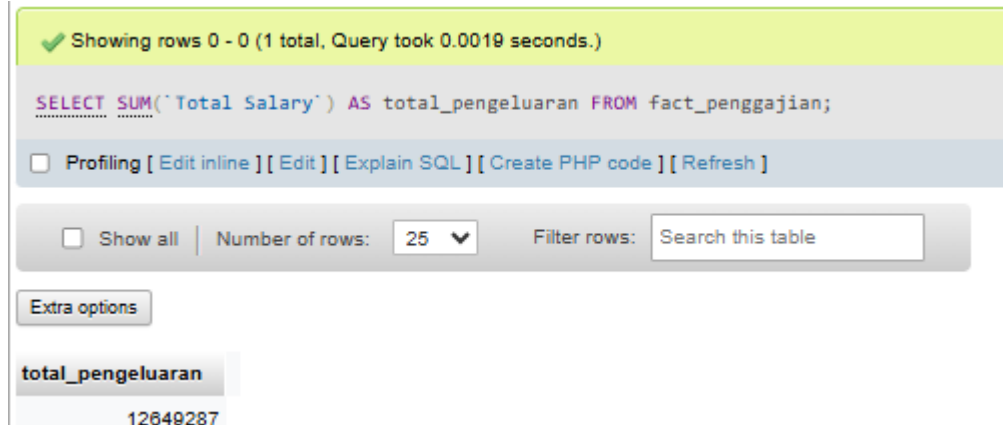 Showing rows 0 - 0 (1 total, Query took 0.0019 seconds.)
SELECT SUM(`Total Salary`) AS total_pengeluaran FROM fact_penggajian;
Profiling [ Edit inline ] [ Edit ] [ Explain SQL ] [ Create PHP code ] [ Refresh ]
Show all | Number of rows: 25 Filter rows: Search this table
Extra options
total_pengeluaran
12649287